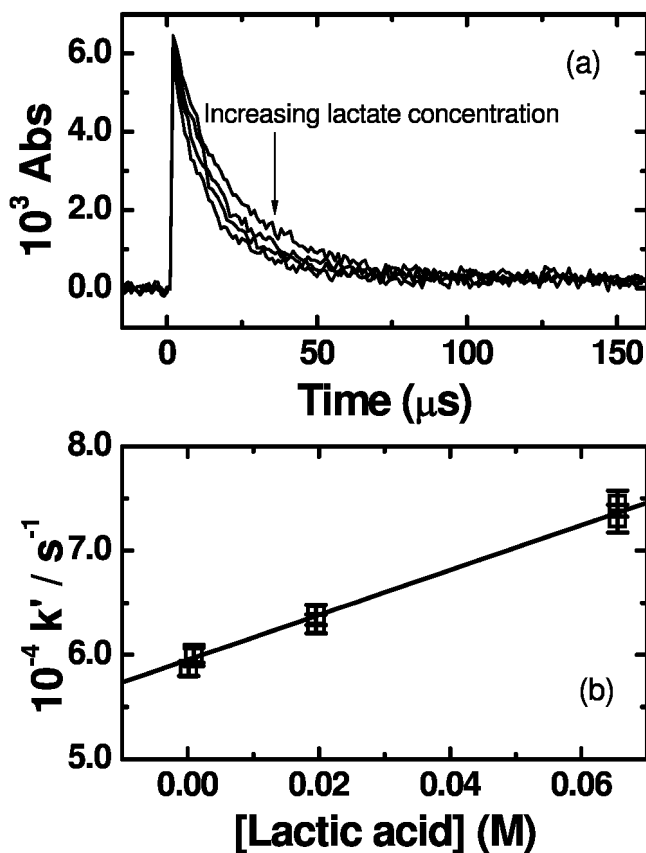 (a)
Increasing lactate concentration
10³ Abs
6.0
4.0
2.0
0.0
0 50 100 150
Time (μs)
(b)
10⁻⁴ k' / s⁻¹
8.0
7.0
6.0
5.0
0.00 0.02 0.04 0.06
[Lactic acid] (M)